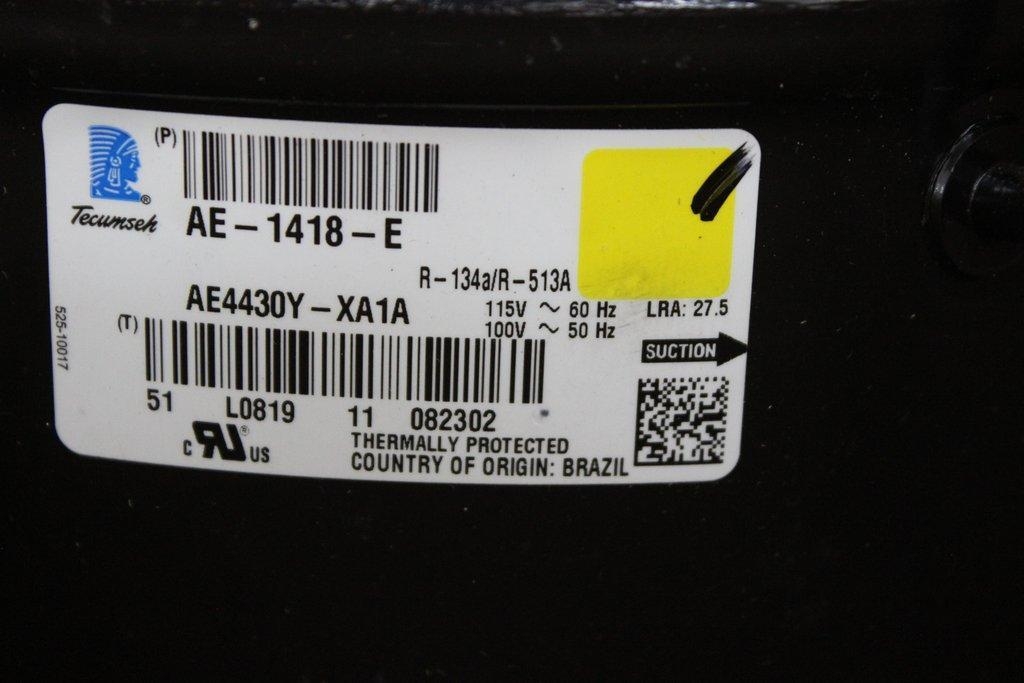 (P)
®
Tecumseh
AE-1418-E
R-134a/R-513A
AE4430Y-XA1A
115V ~ 60 Hz LRA: 27.5
100V ~ 50 Hz
(T)
SUCTION
525-10017
51 L0819 11 082302
c RU ® US
THERMALLY PROTECTED
COUNTRY OF ORIGIN: BRAZIL